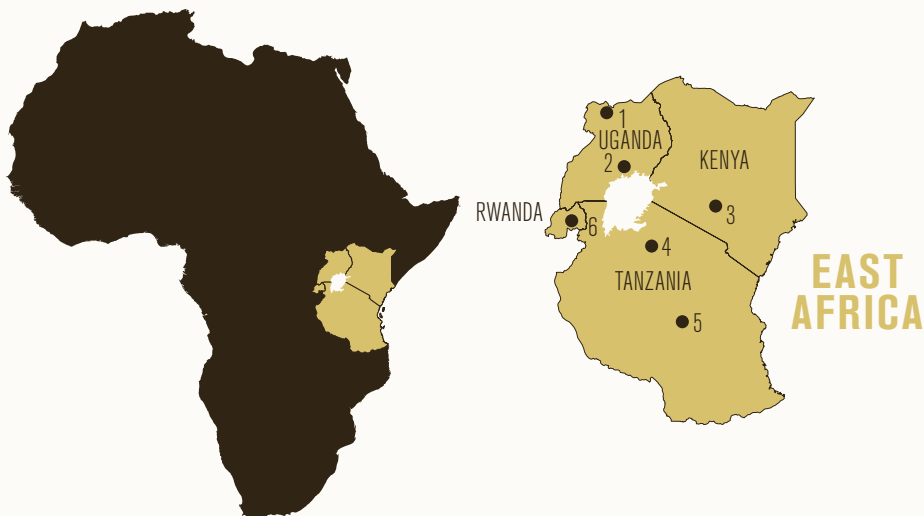 1
UGANDA
2
KENYA
RWANDA
3
6
4
TANZANIA
5
EAST
AFRICA